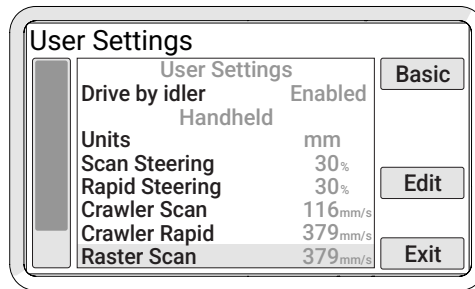 User Settings
User Settings
Basic
Drive by idler Enabled
Handheld
Units mm
Scan Steering 30%
Rapid Steering 30%
Edit
Crawler Scan 116mm/s
Crawler Rapid 379mm/s
Raster Scan 379mm/s
Exit